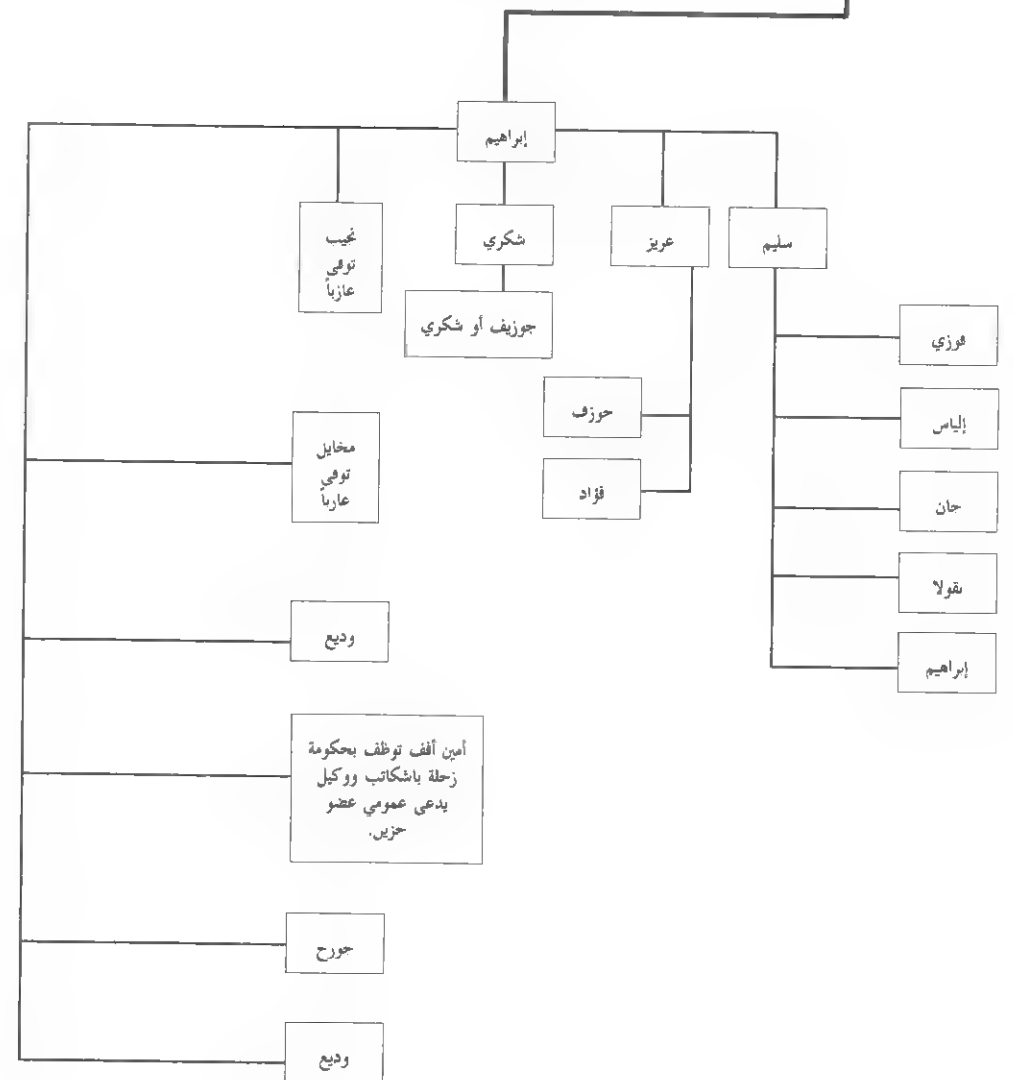 إبراهيم
سليم
عزيز
شكري
نجيب
توفي
عازباً
جوزيف أو شكري
فوزي
إلياس
جان
نقولا
إبراهيم
جوزف
فؤاد
مخايل
توفي
عازباً
وديع
أمين أفف توظف بحكومة
زحلة باشكاتب ووكيل
يدعى عمومي عضو
حزين.
جورج
وديع